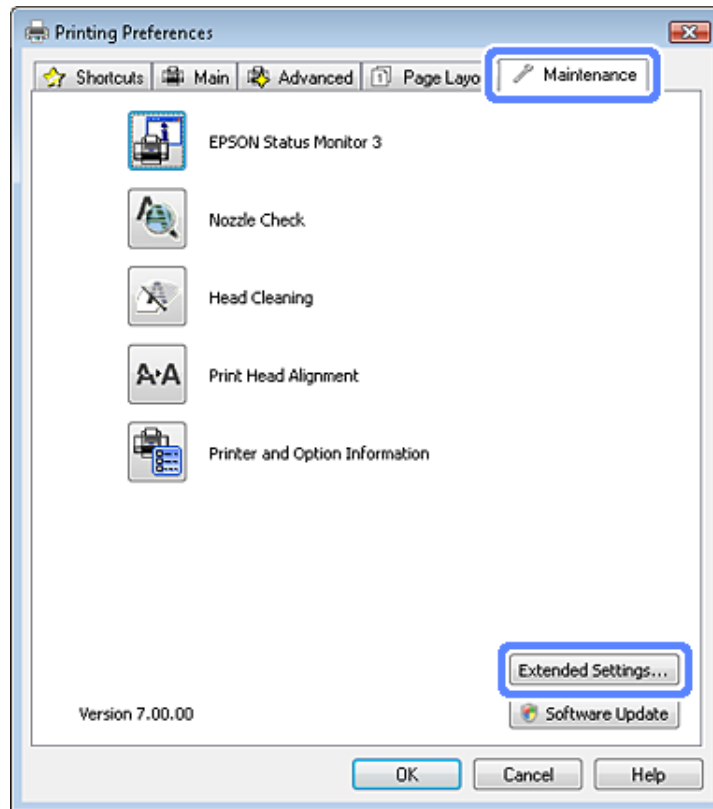 Printing Preferences
Shortcuts Main Advanced Page Layo Maintenance
EPSON Status Monitor 3
Nozzle Check
Head Cleaning
A A
Print Head Alignment
Printer and Option Information
Extended Settings...
Version 7.00.00 Software Update
OK Cancel Help